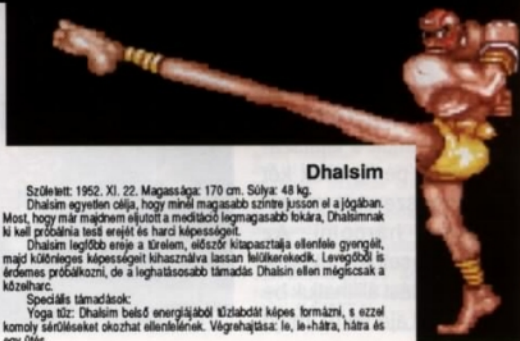 Dhalsim
Született: 1952. XI. 22. Magassága: 170 cm. Súlya: 48 kg.
Dhalsim egyetlen célja, hogy minél magasabb szintre jusson el a jógában.
Most, hogy már majdnem eljutott a meditáció legmagasabb fokára, Dhalsimnak
ki kell próbálnia testi erejét és harci képességeit.
Dhalsim legfőbb ereje a türelem, először kitapasztalja ellenfele gyengéit,
majd különleges képességeit kihasználva lassan felülkerekedik. Levegőből is
érdemes próbálkozni, de a leghatásosabb támadás Dhalsin ellen mégiscsak a
közelharc.
Speciális támadások:
Yoga tűz: Dhalsim belső energiájából tűzlabdát képes formázni, s ezzel
komoly sérüléseket okozhat ellenfelének. Végrehajtása: le, le+hátra, hátra és
egy ütés